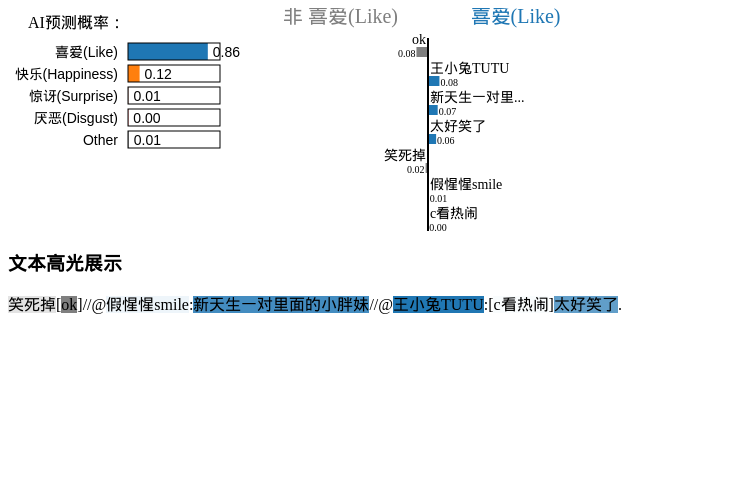 AI预测概率：
喜爱(Like) 0.86
快乐(Happiness) 0.12
惊讶(Surprise) 0.01
厌恶(Disgust) 0.00
Other 0.01
非 喜爱(Like) 喜爱(Like)
ok
0.08
王小兔TUTU
0.08
新天生一对里...
0.07
太好笑了
0.06
笑死掉
0.02
假惺惺smile
0.01
c看热闹
0.00
文本高光展示
笑死掉[ok]//@假惺惺smile:新天生一对里面的小胖妹//@王小兔TUTU:[c看热闹]太好笑了.